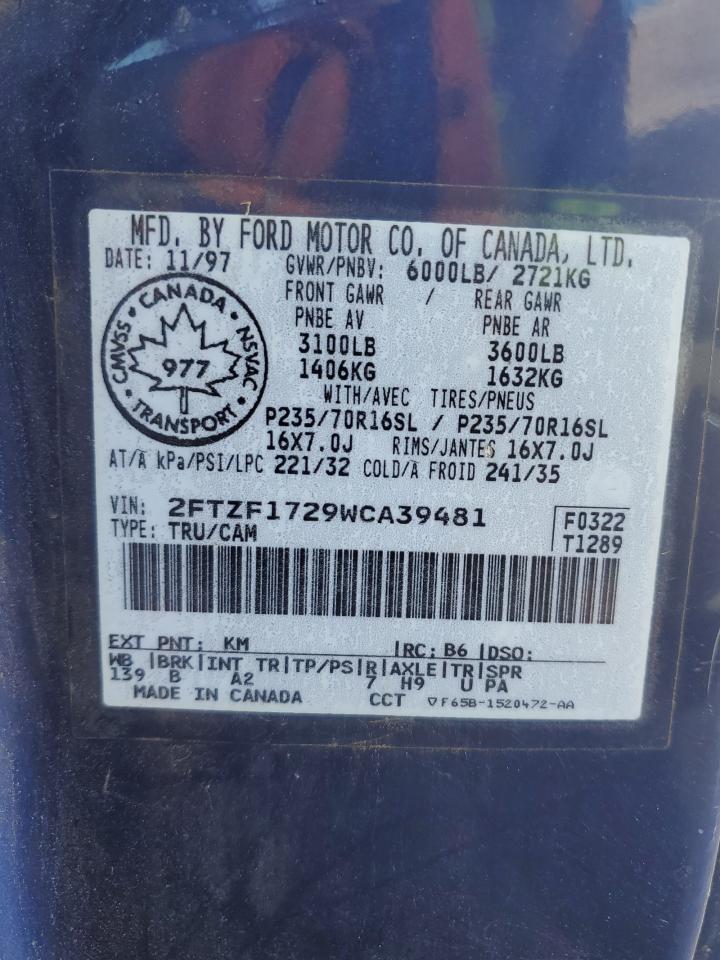 MFD. BY FORD MOTOR CO. OF CANADA, LTD.
DATE: 11/97 GVWR/PNBV: 6000LB/ 2721KG
FRONT GAWR / REAR GAWR
PNBE AV PNBE AR
3100LB 3600LB
1406KG 1632KG
WITH/AVEC TIRES/PNEUS
P235/70R16SL / P235/70R16SL
16X7.0J RIMS/JANTES 16X7.0J
AT/A kPa/PSI/LPC 221/32 COLD/A FROID 241/35
CANADA
CMVSS 977 NSVAC
TRANSPORT
VIN: 2FTZF1729WCA39481
TYPE: TRU/CAM
F0322
T1289
EXT PNT: KM |RC: B6 |DSO:
WB |BRK|INT TR|TP/PS|R|AXLE|TR|SPR
139 B A2 7 H9 U PA
MADE IN CANADA CCT ▽F65B-1520472-AA